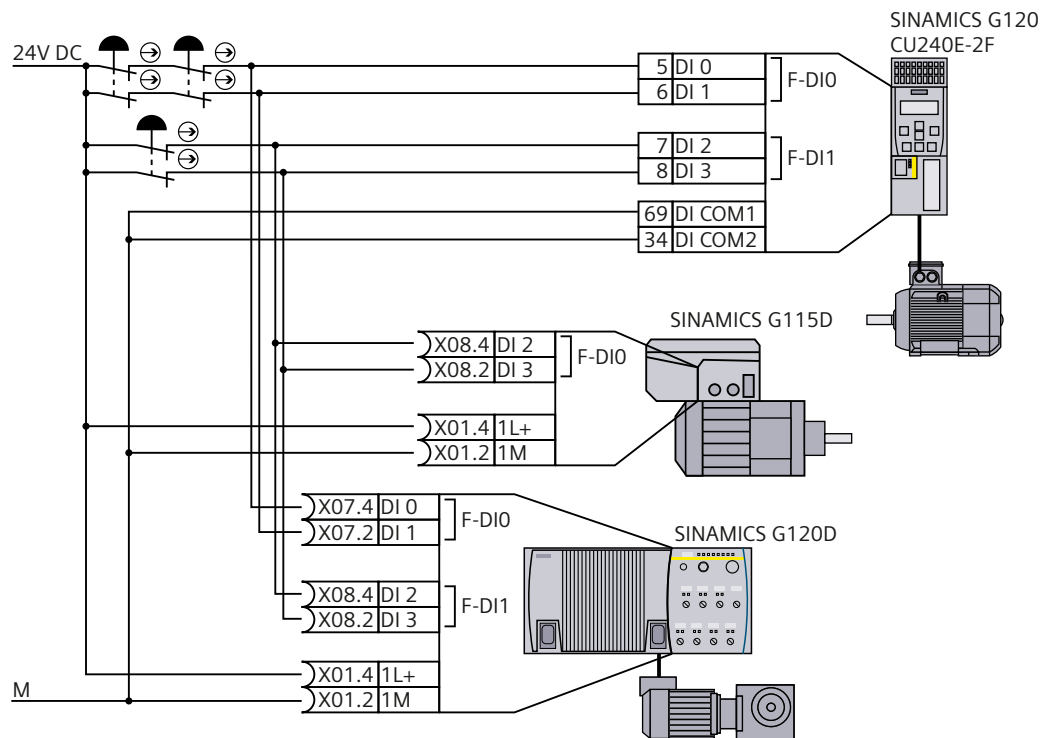 SINAMICS G120
CU240E-2F
24V DC
5 DI 0
6 DI 1
F-DI0
7 DI 2
8 DI 3
F-DI1
69 DI COM1
34 DI COM2
SINAMICS G115D
X08.4 DI 2
X08.2 DI 3
F-DI0
X01.4 1L+
X01.2 1M
X07.4 DI 0
X07.2 DI 1
F-DI0
SINAMICS G120D
X08.4 DI 2
X08.2 DI 3
F-DI1
X01.4 1L+
X01.2 1M
M